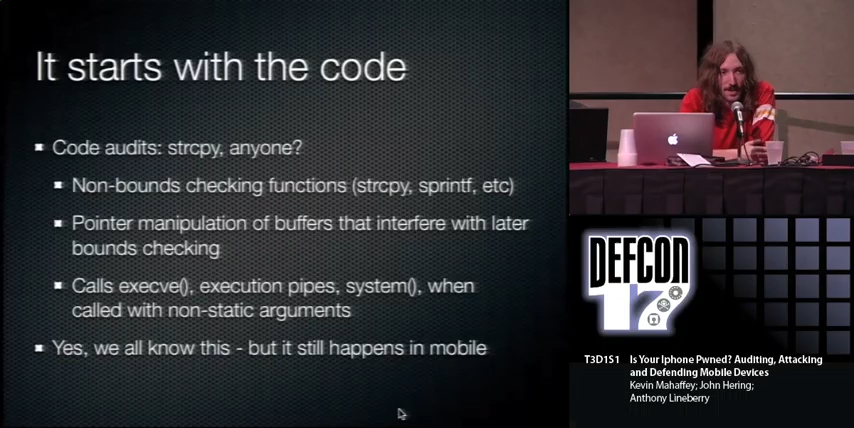 It starts with the code
Code audits: strcpy, anyone?
Non-bounds checking functions (strcpy, sprintf, etc)
Pointer manipulation of buffers that interfere with later
bounds checking
Calls execve(), execution pipes, system(), when
called with non-static arguments
Yes, we all know this - but it still happens in mobile
DEFCON
17
T3D1S1 Is Your Iphone Pwned? Auditing, Attacking
and Defending Mobile Devices
Kevin Mahaffey; John Hering;
Anthony Lineberry